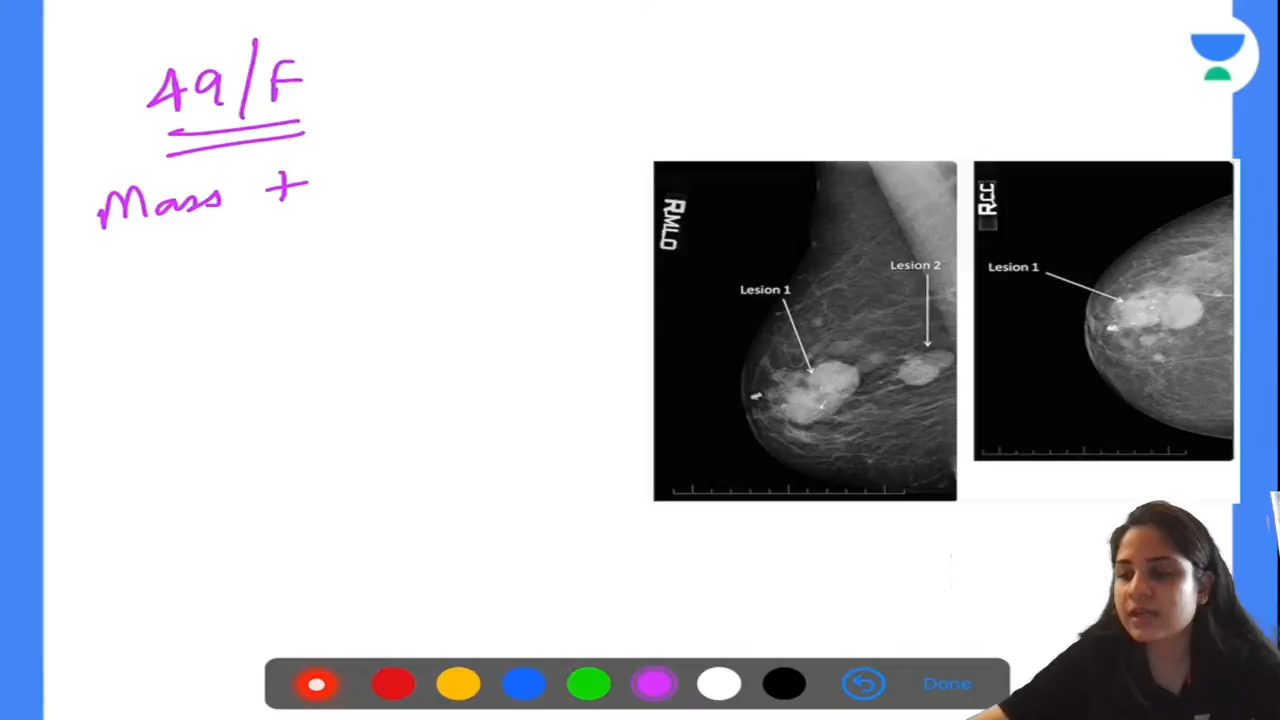 49/F
Mass +
RMLO
Lesion 1
Lesion 2
RCC
Lesion 1
Done